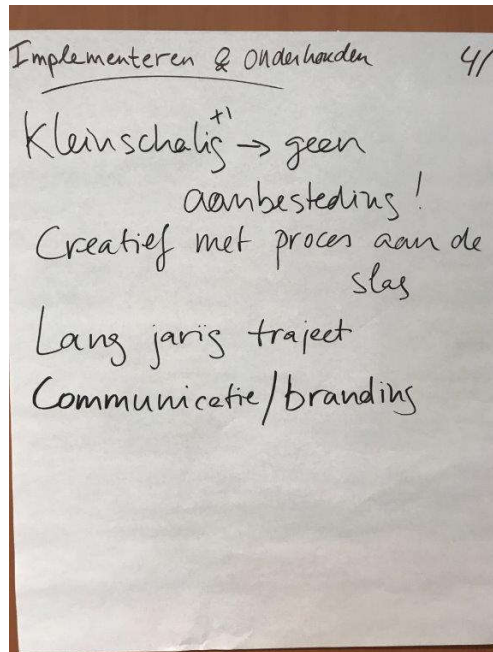 Implementeren & onderhouden 4/
Kleinschalig +1 → geen
aanbesteding!
Creatief met proces aan de
slag
Lang jarig traject
Communicatie/branding